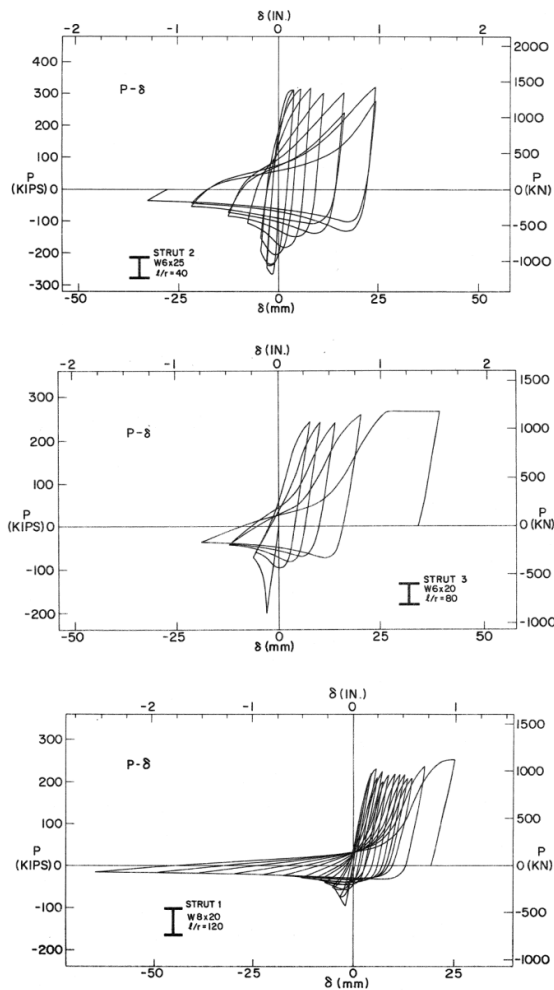 δ (IN.)
-2 -1 0 1 2
400
300
200
100
P
(KIPS) 0
-100
-200
-300
P-δ
2000
1500
1000
500
P
0 (KN)
-500
-1000
STRUT 2
W6x25
ℓ/r=40
-50 -25 0 25 50
δ(mm)
δ (IN.)
-2 -1 0 1 2
300
200
100
P
(KIPS) 0
-100
-200
P-δ
1500
1000
500
P
0 (KN)
-500
-1000
STRUT 3
W6x20
ℓ/r=80
-50 -25 0 25 50
δ(mm)
δ(IN.)
-2 -1 0 1
300
200
100
P
(KIPS) 0
-100
-200
P-δ
1500
1000
500
P
0 (KN)
-500
-1000
STRUT 1
W8x20
ℓ/r=120
-50 -25 0 25
δ (mm)